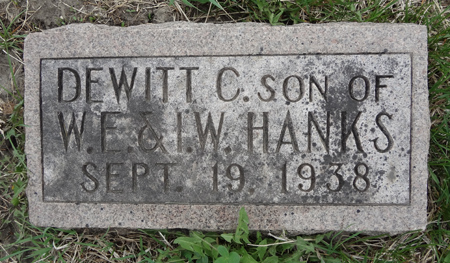 DEWITT C. SON OF
W.E. & I.W. HANKS
SEPT. 19. 1938